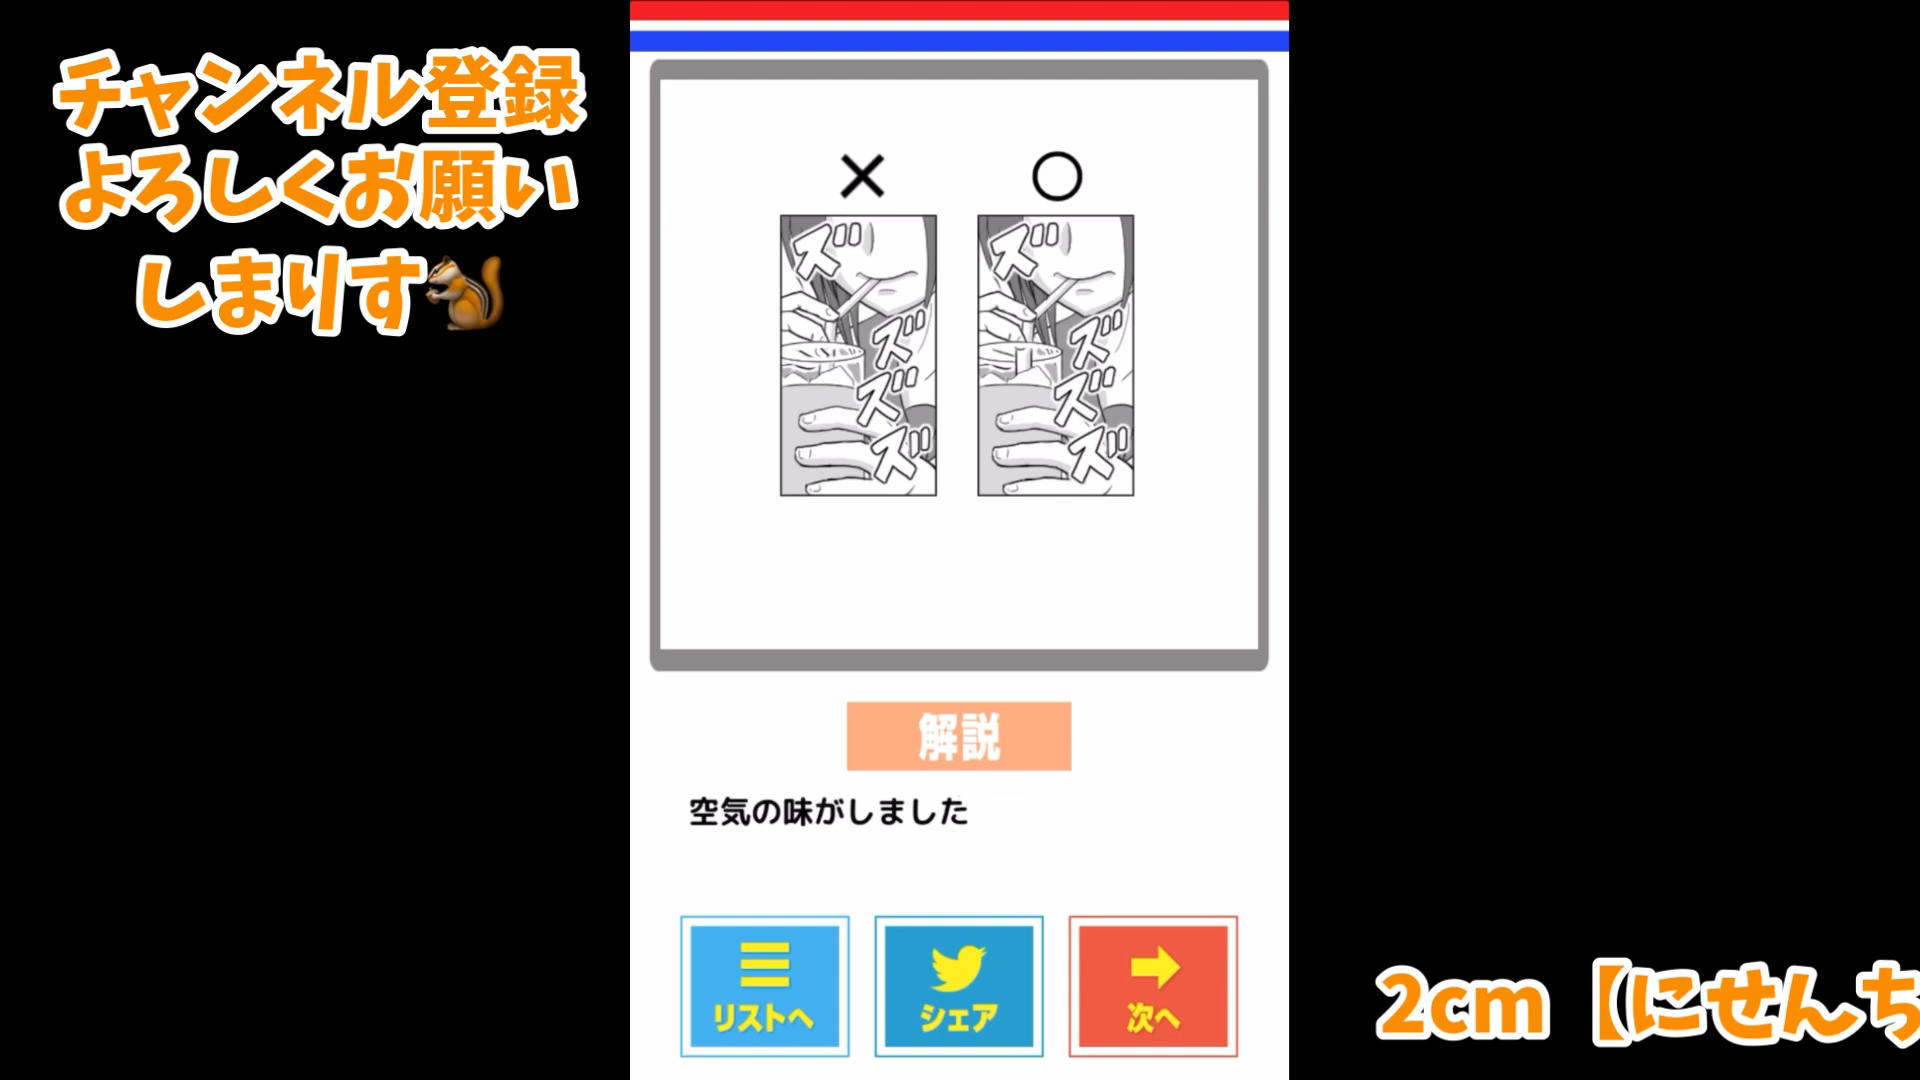 チャンネル登録
よろしくお願い
しまりす
× ○
ズ ズ
ズ ズ
ズ ズ
ズ ズ
解説
空気の味がしました
リストへ
シェア
次へ
2cm【にせんち